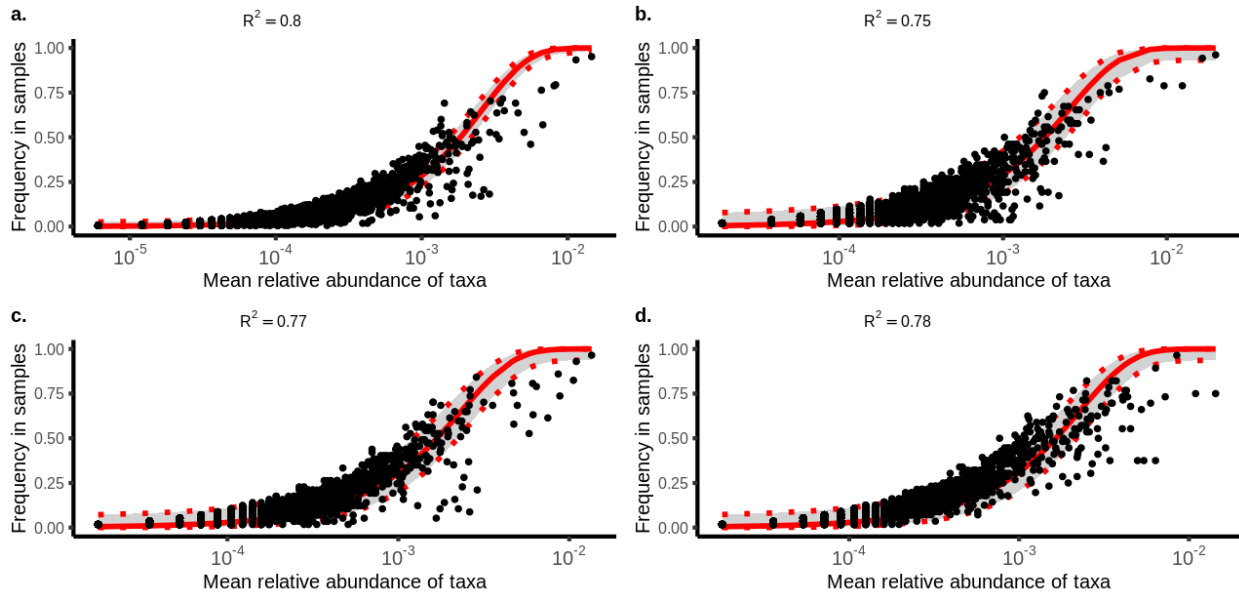 a.
R² = 0.8
Frequency in samples
1.00
0.75
0.50
0.25
0.00
10⁻⁵
10⁻⁴
10⁻³
10⁻²
Mean relative abundance of taxa
b.
R² = 0.75
Frequency in samples
1.00
0.75
0.50
0.25
0.00
10⁻⁴
10⁻³
10⁻²
Mean relative abundance of taxa
c.
R² = 0.77
Frequency in samples
1.00
0.75
0.50
0.25
0.00
10⁻⁴
10⁻³
10⁻²
Mean relative abundance of taxa
d.
R² = 0.78
Frequency in samples
1.00
0.75
0.50
0.25
0.00
10⁻⁴
10⁻³
10⁻²
Mean relative abundance of taxa